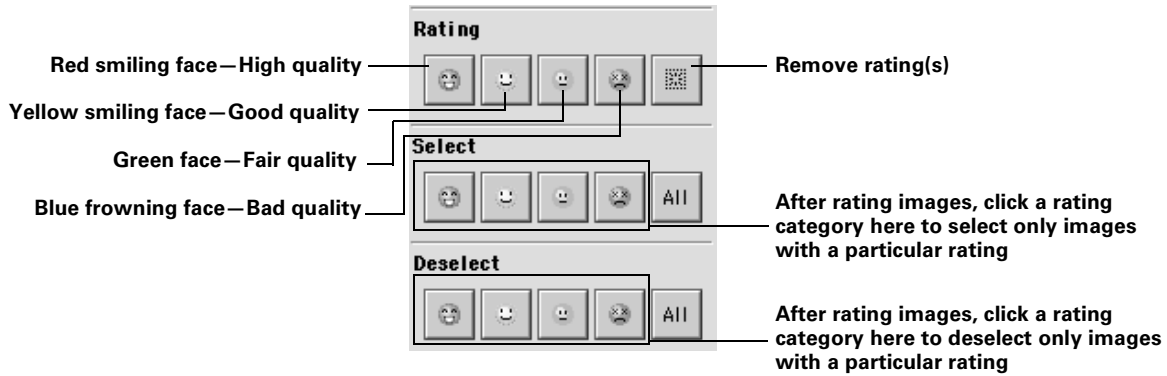 Rating
Red smiling face—High quality
Remove rating(s)
Yellow smiling face—Good quality
Select
Green face—Fair quality
All
Blue frowning face—Bad quality
After rating images, click a rating
category here to select only images
with a particular rating
Deselect
All
After rating images, click a rating
category here to deselect only images
with a particular rating